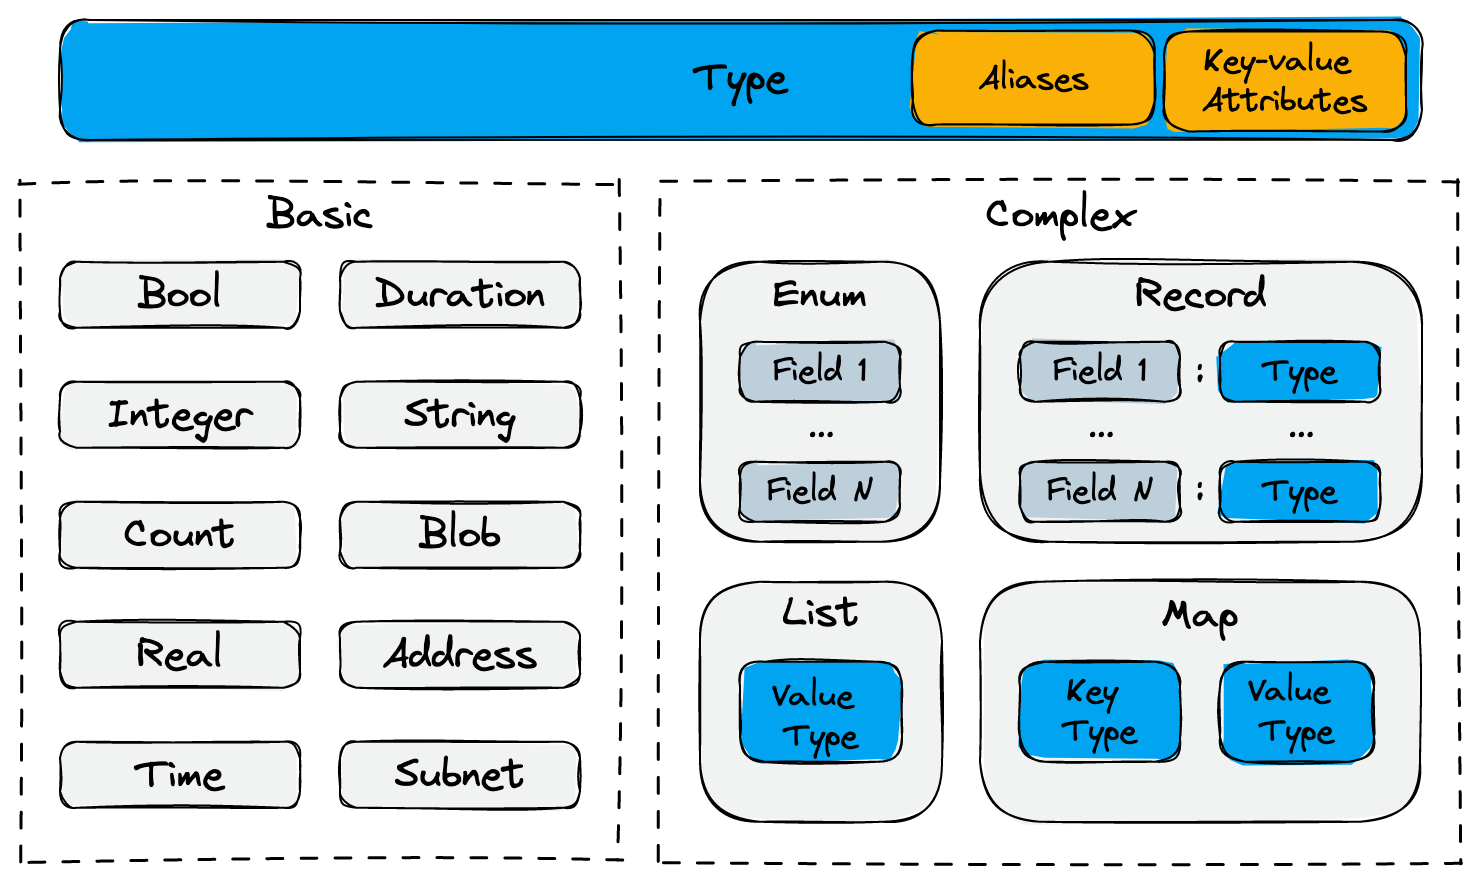 Type
Aliases
Key-value
Attributes
Basic
Bool
Duration
Integer
String
Count
Blob
Real
Address
Time
Subnet
Complex
Enum
Field 1
...
Field N
Record
Field 1 : Type
... ...
Field N : Type
List
Value
Type
Map
Key
Type
Value
Type